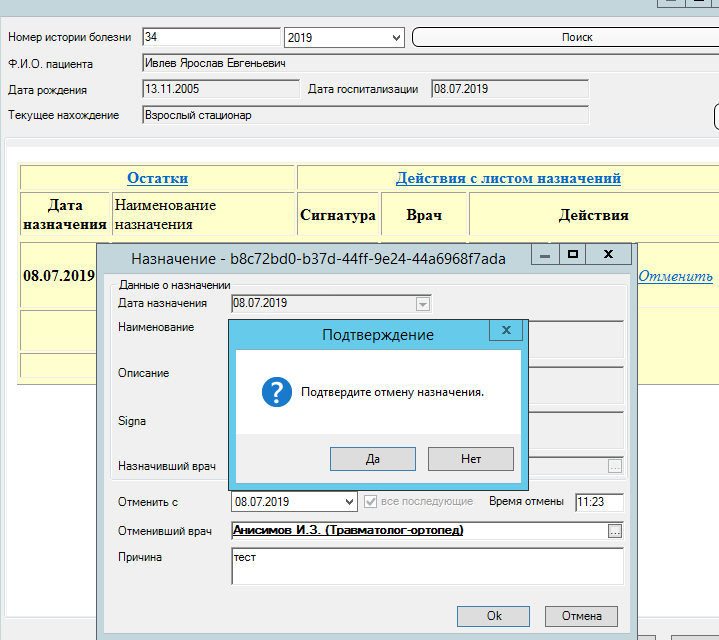 Номер истории болезни 34 2019 Поиск
Ф.И.О. пациента Ивлев Ярослав Евгеньевич
Дата рождения 13.11.2005 Дата госпитализации 08.07.2019
Текущее нахождение Взрослый стационар
Остатки Действия с листом назначений
Дата назначения Наименование назначения Сигнатура Врач Действия
08.07.2019 Отменить
Назначение - b8c72bd0-b37d-44ff-9e24-44a6968f7ada
Данные о назначении
Дата назначения 08.07.2019
Наименование
Описание
Signa
Назначивший врач ...
Подтверждение
Подтвердите отмену назначения.
Да Нет
Отменить с 08.07.2019 все последующие Время отмены 11:23
Отменивший врач Анисимов И.З. (Травматолог-ортопед) ...
Причина тест
Ok Отмена